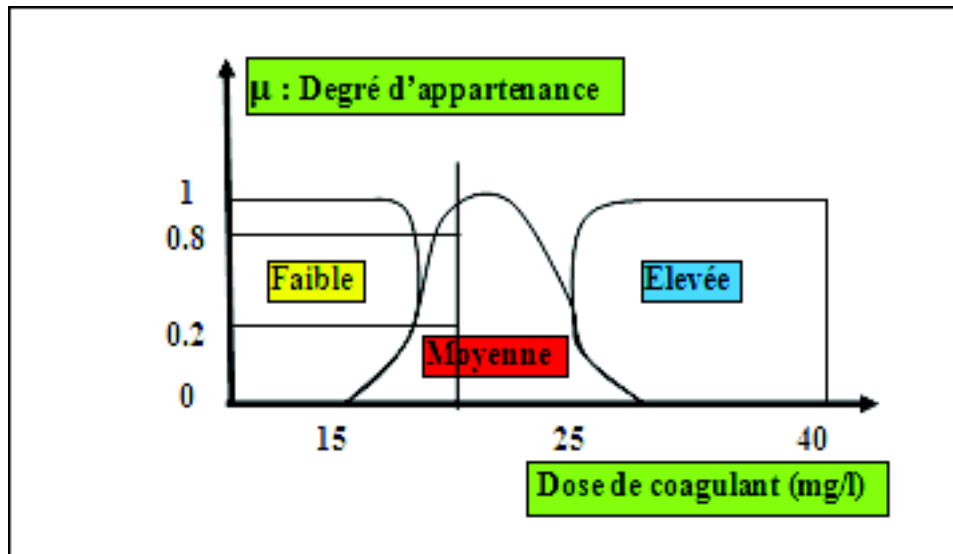 μ : Degré d’appartenance
1
0.8
Faible
Elevée
0.2
Moyenne
0
15 25 40
Dose de coagulant (mg/l)